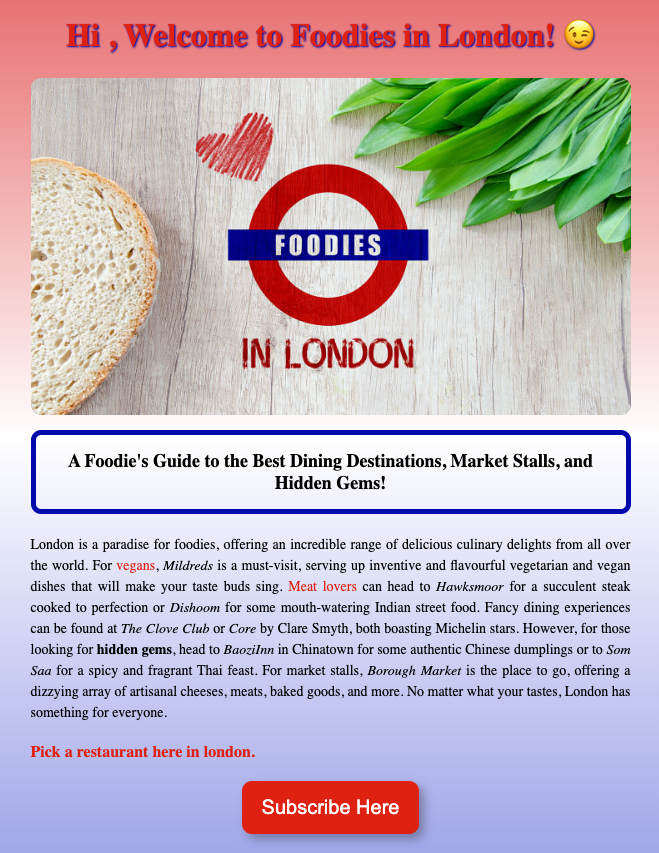 Hi , Welcome to Foodies in London! 😉
FOODIES
IN LONDON
A Foodie's Guide to the Best Dining Destinations, Market Stalls, and
Hidden Gems!
London is a paradise for foodies, offering an incredible range of delicious culinary delights from all over
the world. For vegans, Mildreds is a must-visit, serving up inventive and flavourful vegetarian and vegan
dishes that will make your taste buds sing. Meat lovers can head to Hawksmoor for a succulent steak
cooked to perfection or Dishoom for some mouth-watering Indian street food. Fancy dining experiences
can be found at The Clove Club or Core by Clare Smyth, both boasting Michelin stars. However, for those
looking for hidden gems, head to BaoziInn in Chinatown for some authentic Chinese dumplings or to Som
Saa for a spicy and fragrant Thai feast. For market stalls, Borough Market is the place to go, offering a
dizzying array of artisanal cheeses, meats, baked goods, and more. No matter what your tastes, London has
something for everyone.
Pick a restaurant here in london.
Subscribe Here